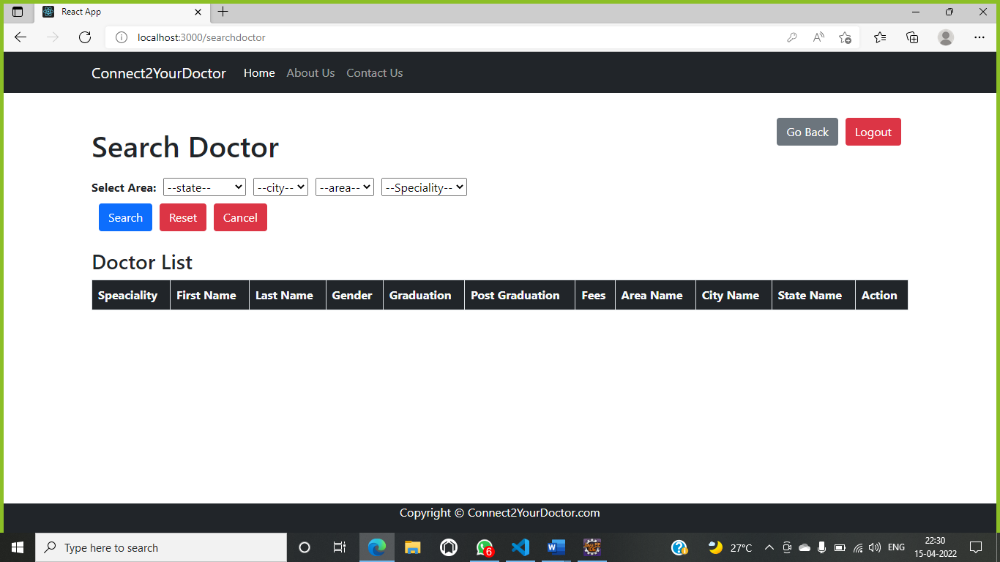 React App
localhost:3000/searchdoctor
Connect2YourDoctor Home About Us Contact Us
Go Back Logout
Search Doctor
Select Area: --state-- --city-- --area-- --Speciality--
Search Reset Cancel
Doctor List
Speaciality First Name Last Name Gender Graduation Post Graduation Fees Area Name City Name State Name Action
Copyright © Connect2YourDoctor.com
Type here to search 6 W Java EE IDE 27°C ENG 22:30
15-04-2022